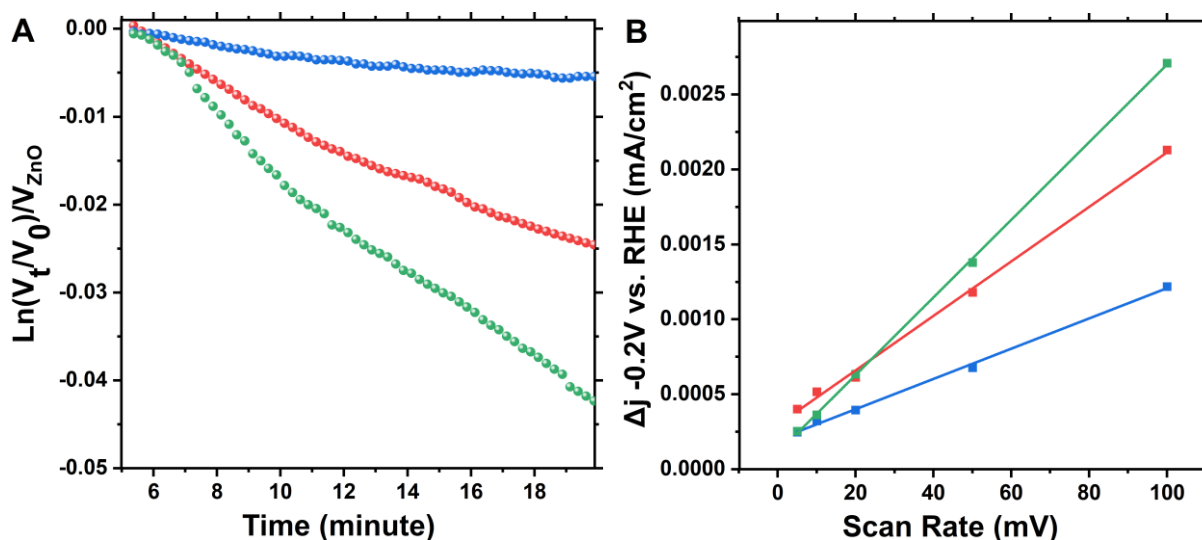 A
Ln(Vt/V0)/VZnO
0.00
-0.01
-0.02
-0.03
-0.04
-0.05
6 8 10 12 14 16 18
Time (minute)
B
Δj -0.2V vs. RHE (mA/cm²)
0.0025
0.0020
0.0015
0.0010
0.0005
0.0000
0 20 40 60 80 100
Scan Rate (mV)